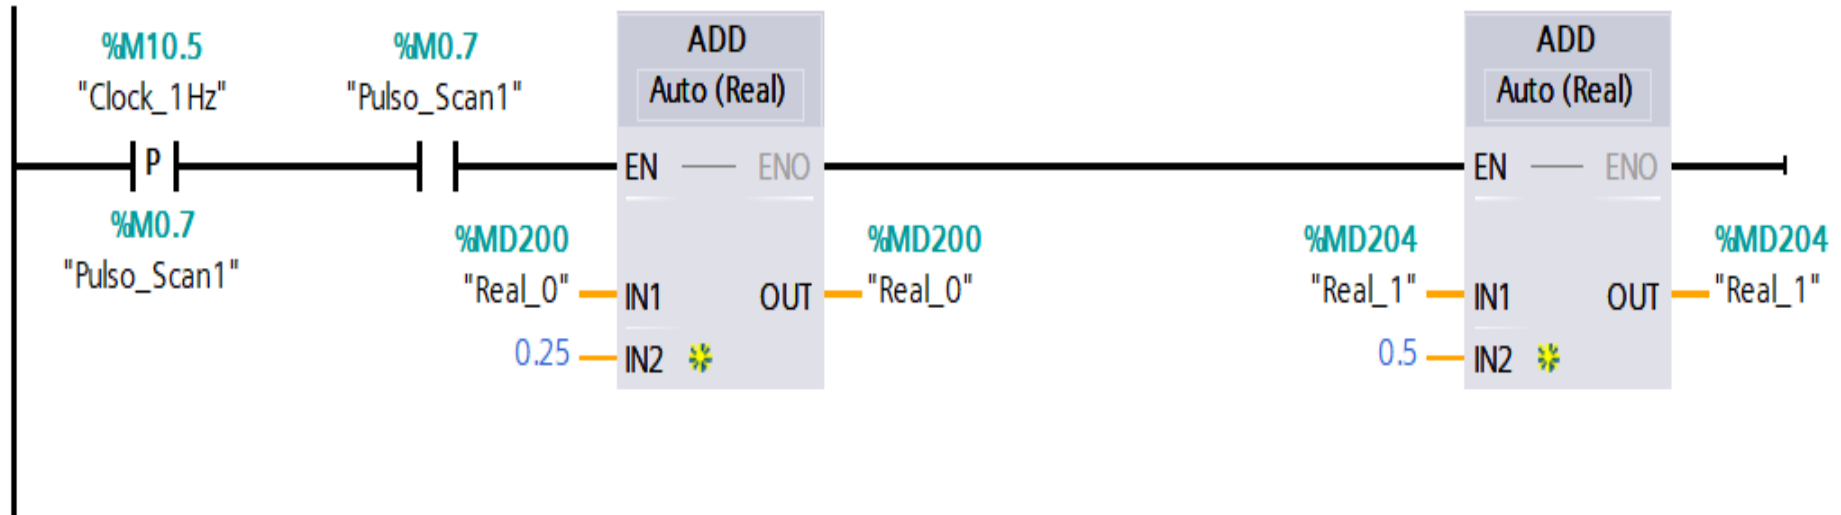 %M10.5
"Clock_1Hz"
P
%M0.7
"Pulso_Scan1"
%M0.7
"Pulso_Scan1"
ADD
Auto (Real)
EN
ENO
%MD200
"Real_0"
IN1
OUT
%MD200
"Real_0"
0.25
IN2
ADD
Auto (Real)
EN
ENO
%MD204
"Real_1"
IN1
OUT
%MD204
"Real_1"
0.5
IN2